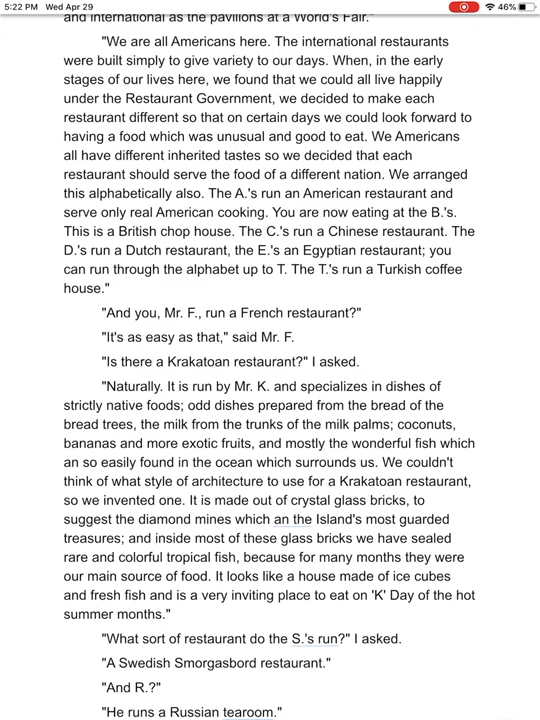 5:22 PM Wed Apr 29 46%
and international as the pavilions at a World's Fair."
"We are all Americans here. The international restaurants
were built simply to give variety to our days. When, in the early
stages of our lives here, we found that we could all live happily
under the Restaurant Government, we decided to make each
restaurant different so that on certain days we could look forward to
having a food which was unusual and good to eat. We Americans
all have different inherited tastes so we decided that each
restaurant should serve the food of a different nation. We arranged
this alphabetically also. The A.'s run an American restaurant and
serve only real American cooking. You are now eating at the B.'s.
This is a British chop house. The C.'s run a Chinese restaurant. The
D.'s run a Dutch restaurant, the E.'s an Egyptian restaurant; you
can run through the alphabet up to T. The T.'s run a Turkish coffee
house."
"And you, Mr. F., run a French restaurant?"
"It's as easy as that," said Mr. F.
"Is there a Krakatoan restaurant?" I asked.
"Naturally. It is run by Mr. K. and specializes in dishes of
strictly native foods; odd dishes prepared from the bread of the
bread trees, the milk from the trunks of the milk palms; coconuts,
bananas and more exotic fruits, and mostly the wonderful fish which
an so easily found in the ocean which surrounds us. We couldn't
think of what style of architecture to use for a Krakatoan restaurant,
so we invented one. It is made out of crystal glass bricks, to
suggest the diamond mines which an the Island's most guarded
treasures; and inside most of these glass bricks we have sealed
rare and colorful tropical fish, because for many months they were
our main source of food. It looks like a house made of ice cubes
and fresh fish and is a very inviting place to eat on 'K' Day of the hot
summer months."
"What sort of restaurant do the S.'s run?" I asked.
"A Swedish Smorgasbord restaurant."
"And R.?"
"He runs a Russian tearoom."